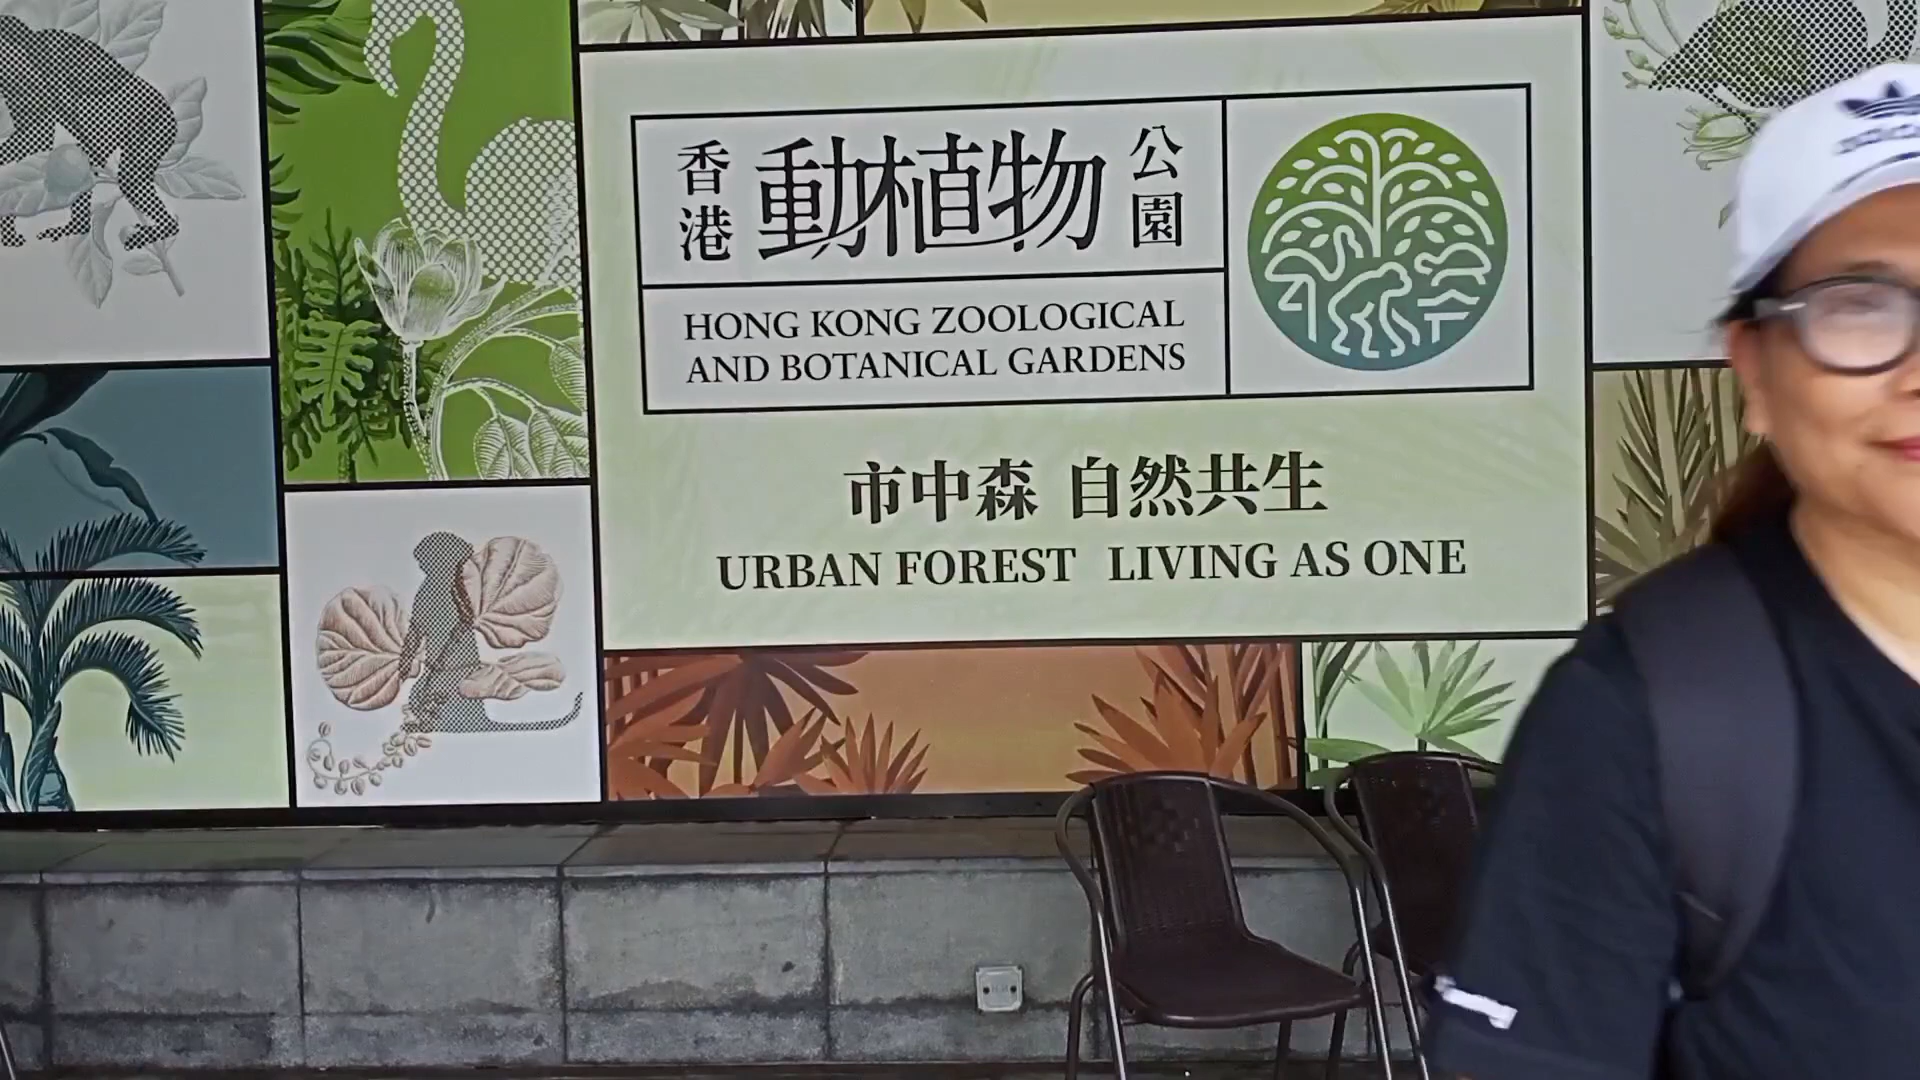 香港動植物公園
HONG KONG ZOOLOGICAL
AND BOTANICAL GARDENS
市中森 自然共生
URBAN FOREST LIVING AS ONE